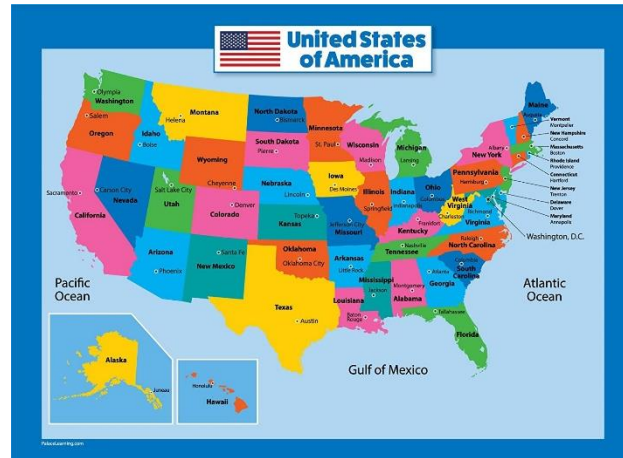 United States
of America
Olympia
Washington
Salem
Oregon
Montana
Helena
Idaho
Boise
North Dakota
Bismarck
South Dakota
Pierre
Minnesota
St. Paul
Wisconsin
Madison
Michigan
Lansing
Maine
Augusta
Vermont
Montpelier
New Hampshire
Concord
Massachusetts
Boston
Rhode Island
Providence
Connecticut
Hartford
New Jersey
Trenton
Delaware
Dover
Maryland
Annapolis
Washington, D.C.
Albany
New York
Pennsylvania
Harrisburg
Wyoming
Cheyenne
Nebraska
Lincoln
Iowa
Des Moines
Illinois
Springfield
Indiana
Indianapolis
Ohio
Columbus
West
Virginia
Charleston
Richmond
Virginia
Sacramento
California
Carson City
Nevada
Salt Lake City
Utah
Denver
Colorado
Topeka
Kansas
Jefferson City
Missouri
Frankfort
Kentucky
Nashville
Tennessee
Raleigh
North Carolina
Columbia
South
Carolina
Arizona
Phoenix
Santa Fe
New Mexico
Oklahoma
Oklahoma City
Arkansas
Little Rock
Mississippi
Jackson
Montgomery
Alabama
Atlanta
Georgia
Texas
Austin
Louisiana
Baton
Rouge
Tallahassee
Florida
Pacific
Ocean
Atlantic
Ocean
Gulf of Mexico
Alaska
Juneau
Honolulu
Hawaii
PalaceLearning.com